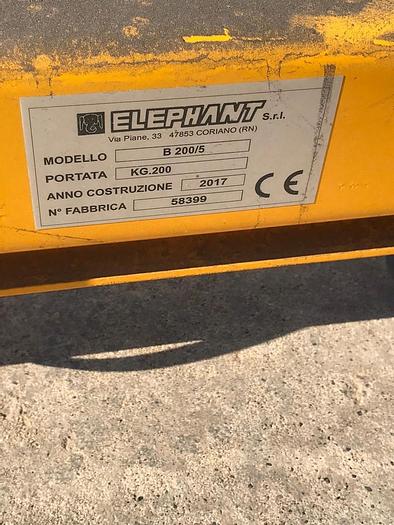 ELEPHANT S.r.l.
Via Piane, 33 47853 CORIANO (RN)
MODELLO B 200/5
PORTATA KG.200
ANNO COSTRUZIONE 2017
N° FABBRICA 58399
CE